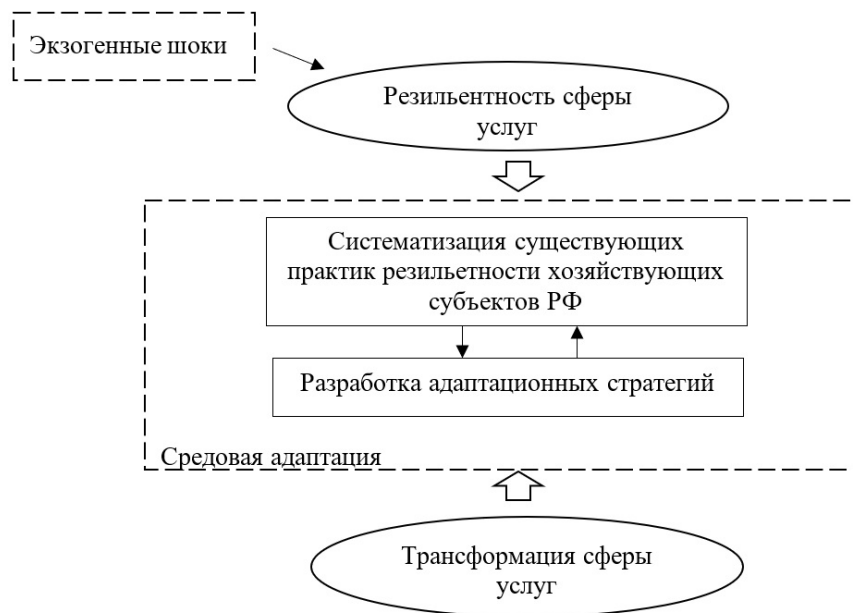 Экзогенные шоки
Резильентность сферы
услуг
Систематизация существующих
практик резильетности хозяйствующих
субъектов РФ
Разработка адаптационных стратегий
Средовая адаптация
Трансформация сферы
услуг